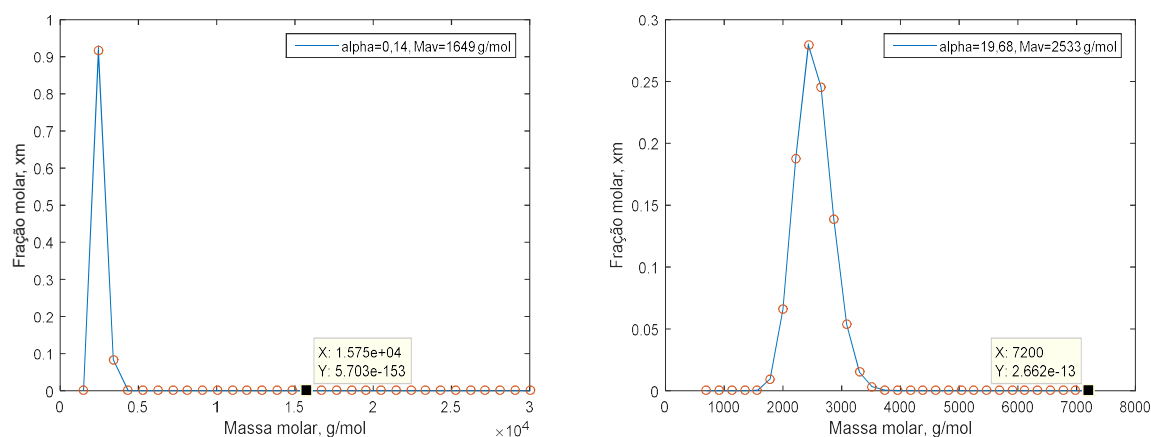 alpha=0,14, Mav=1649 g/mol
1
0.9
0.8
0.7
0.6
0.5
0.4
0.3
0.2
0.1
0
Fração molar, xm
X: 1.575e+04
Y: 5.703e-153
0 0.5 1 1.5 2 2.5 3
Massa molar, g/mol
×10^4
alpha=19,68, Mav=2533 g/mol
0.3
0.25
0.2
0.15
0.1
0.05
0
Fração molar, xm
X: 7200
Y: 2.662e-13
0 1000 2000 3000 4000 5000 6000 7000 8000
Massa molar, g/mol